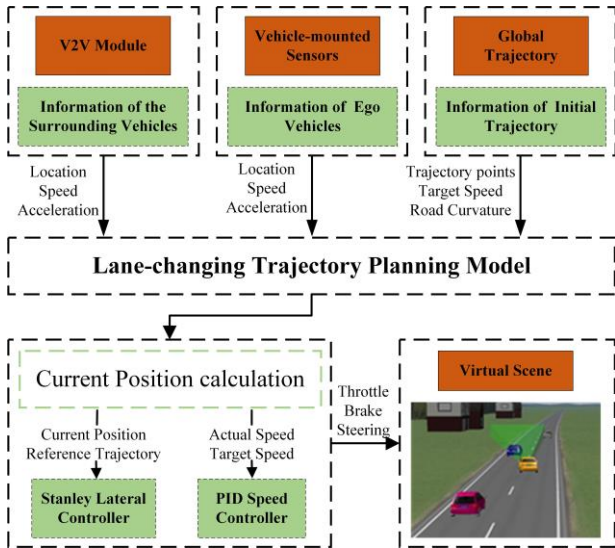 V2V Module
Information of the
Surrounding Vehicles
Vehicle-mounted
Sensors
Information of Ego
Vehicles
Global
Trajectory
Information of Initial
Trajectory
Location
Speed
Acceleration
Location
Speed
Acceleration
Trajectory points
Target Speed
Road Curvature
Lane-changing Trajectory Planning Model
Current Position calculation
Current Position
Reference Trajectory
Actual Speed
Target Speed
Stanley Lateral
Controller
PID Speed
Controller
Throttle
Brake
Steering
Virtual Scene